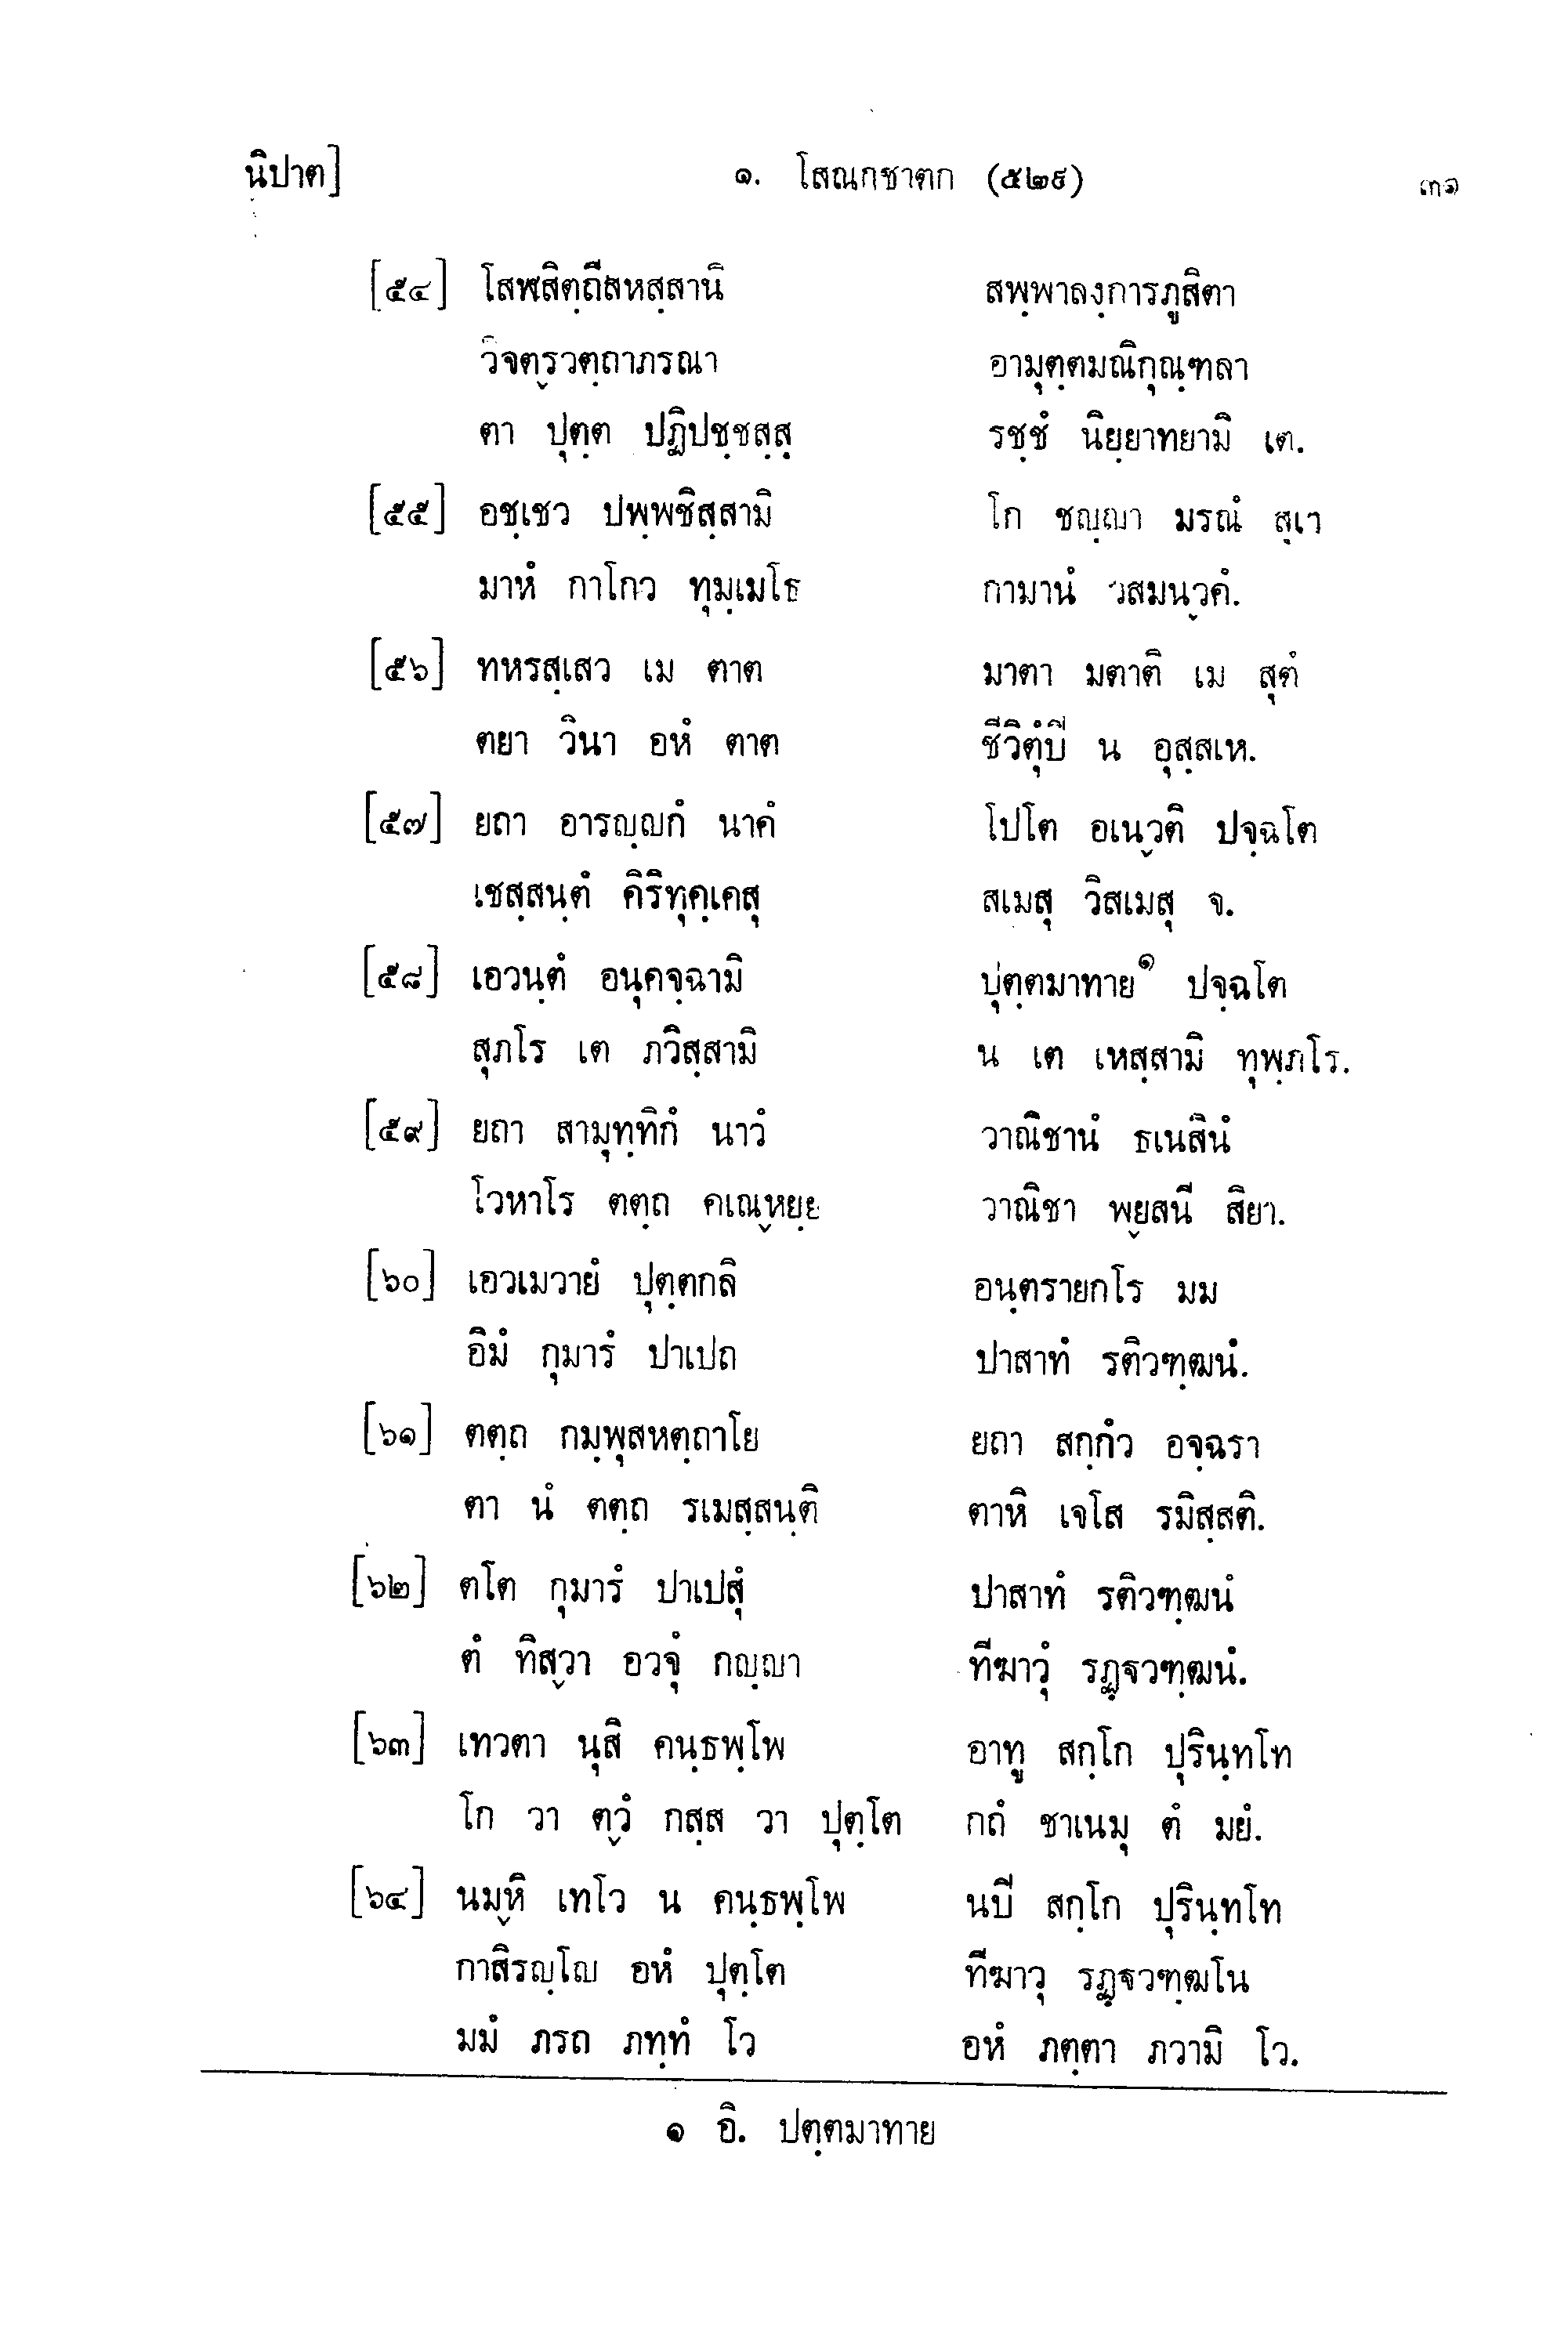 นิปาต] ๑. โสณกชาตก (๕๒๙) ๓๑
[๕๔] โสฬสิตฺถีสหสฺสานิ สพฺพาลงฺการภูสิตา
วิจิตฺรวตฺถาภรณา อามุตฺตมณิกุณฺฑลา
ตา ปุตฺต ปฏิปชฺชสฺสุ รชฺชํ นิยฺยาทยามิ เต.
[๕๕] อชฺเชว ปพฺพชิสฺสามิ โก ชญฺญา มรณํ สุเว
มาหํ กาโกว ทุมฺเมโธ กามานํ วสมนฺวคํ.
[๕๖] ทหรสฺเสว เม ตาต มาตา มตาติ เม สุตํ
ตยา วินา อหํ ตาต ชีวิตุํปิ น อุสฺสเห.
[๕๗] ยถา อารญฺญกํ นาคํ โปโต อเนฺวติ ปจฺฉโต
เชสฺสนฺตํ คิริทุคฺเคสุ สเมสุ วิสเมสุ จ.
[๕๘] เอวนฺตํ อนุคจฺฉามิ ปุตฺตมาทาย๑ ปจฺฉโต
สุภโร เต ภวิสฺสามิ น เต เหสฺสามิ ทุพฺภโร.
[๕๙] ยถา สามุทฺทิกํ นาวํ วาณิชานํ ธเนสินํ
โวหาโร ตตฺถ คเณฺหยฺย วาณิชา พฺยสนี สิยา.
[๖๐] เอวเมวายํ ปุตฺตกลิ อนฺตรายกโร มม
อิมํ กุมารํ ปาเปถ ปาสาทํ รติวฑฺฒนํ.
[๖๑] ตตฺถ กมฺพุสหตฺถาโย ยถา สกฺกํว อจฺฉรา
ตา นํ ตตฺถ รเมสฺสนฺติ ตาหิ เจโส รมิสฺสติ.
[๖๒] ตโต กุมารํ ปาเปสุํ ปาสาทํ รติวฑฺฒนํ
ตํ ทิสฺวา อวจุํ กญฺญา ทีฆาวุํ รฏฺฐวฑฺฒนํ.
[๖๓] เทวตา นุสิ คนฺธพฺโพ อาทู สกฺโก ปุรินฺทโท
โก วา ตฺวํ กสฺส วา ปุตฺโต กถํ ชาเนมุ ตํ มยํ.
[๖๔] นมฺหิ เทโว น คนฺธพฺโพ นปิ สกฺโก ปุรินฺทโท
กาสิรญฺโญ อหํ ปุตฺโต ทีฆาวุ รฏฺฐวฑฺฒโน
มมํ ภรถ ภทฺทํ โว อหํ ภตฺตา ภวามิ โว.
๑ อิ. ปตฺตมาทาย